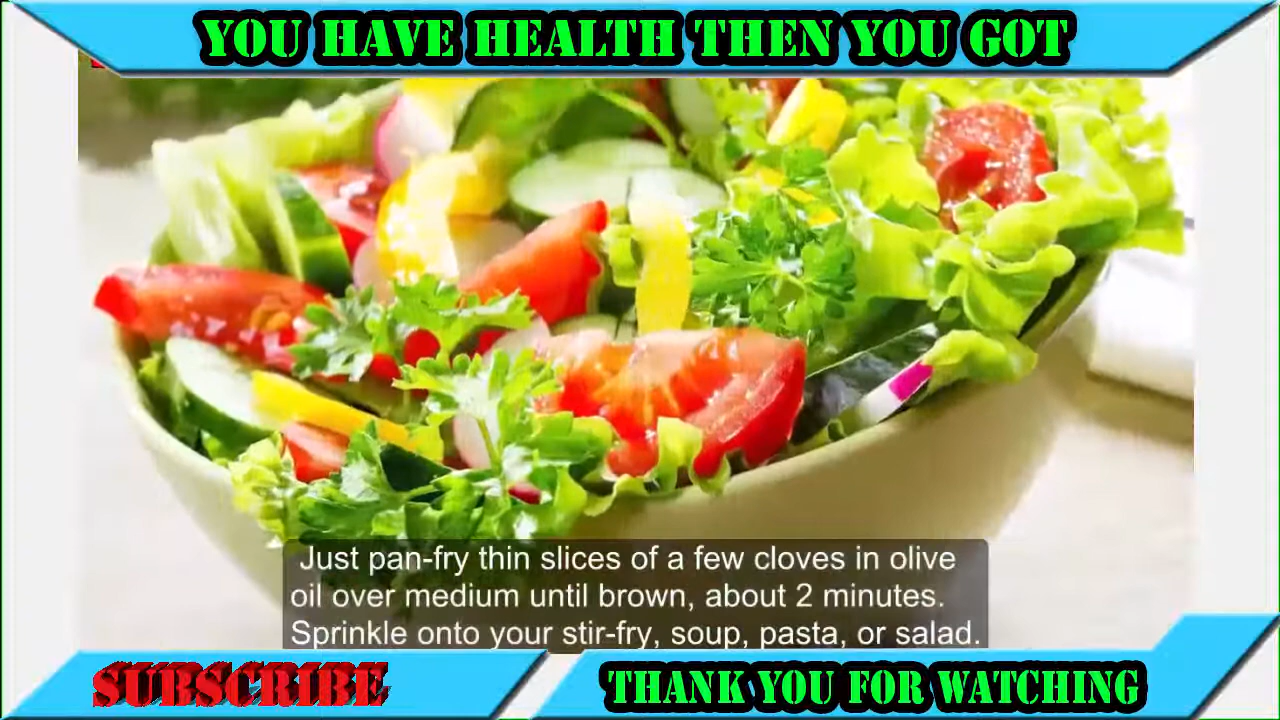 YOU HAVE HEALTH THEN YOU GOT
Just pan-fry thin slices of a few cloves in olive
oil over medium until brown, about 2 minutes.
Sprinkle onto your stir-fry, soup, pasta, or salad.
SUBSCRIBE
THANK YOU FOR WATCHING